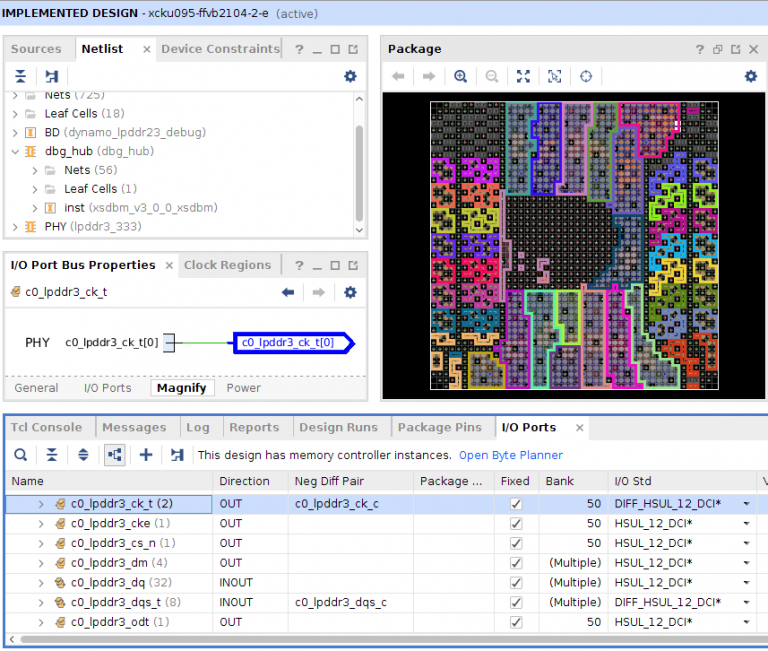 IMPLEMENTED DESIGN - xcku095-ffvb2104-2-e (active)
Sources Netlist × Device Constraints ?
Nets (725)
Leaf Cells (18)
BD (dynamo_lpddr23_debug)
dbg_hub (dbg_hub)
Nets (56)
Leaf Cells (1)
inst (xsdbm_v3_0_0_xsdbm)
PHY (lpddr3_333)
Package ?
I/O Port Bus Properties × Clock Regions ?
c0_lpddr3_ck_t
PHY c0_lpddr3_ck_t[0] c0_lpddr3_ck_t[0]
General I/O Ports Magnify Power
Tcl Console Messages Log Reports Design Runs Package Pins I/O Ports ×
This design has memory controller instances. Open Byte Planner
Name Direction Neg Diff Pair Package ... Fixed Bank I/O Std
c0_lpddr3_ck_t (2) OUT c0_lpddr3_ck_c 50 DIFF_HSUL_12_DCI*
c0_lpddr3_cke (1) OUT 50 HSUL_12_DCI*
c0_lpddr3_cs_n (1) OUT 50 HSUL_12_DCI*
c0_lpddr3_dm (4) OUT (Multiple) HSUL_12_DCI*
c0_lpddr3_dq (32) INOUT (Multiple) HSUL_12_DCI*
c0_lpddr3_dqs_t (8) INOUT c0_lpddr3_dqs_c (Multiple) DIFF_HSUL_12_DCI*
c0_lpddr3_odt (1) OUT 50 HSUL_12_DCI*